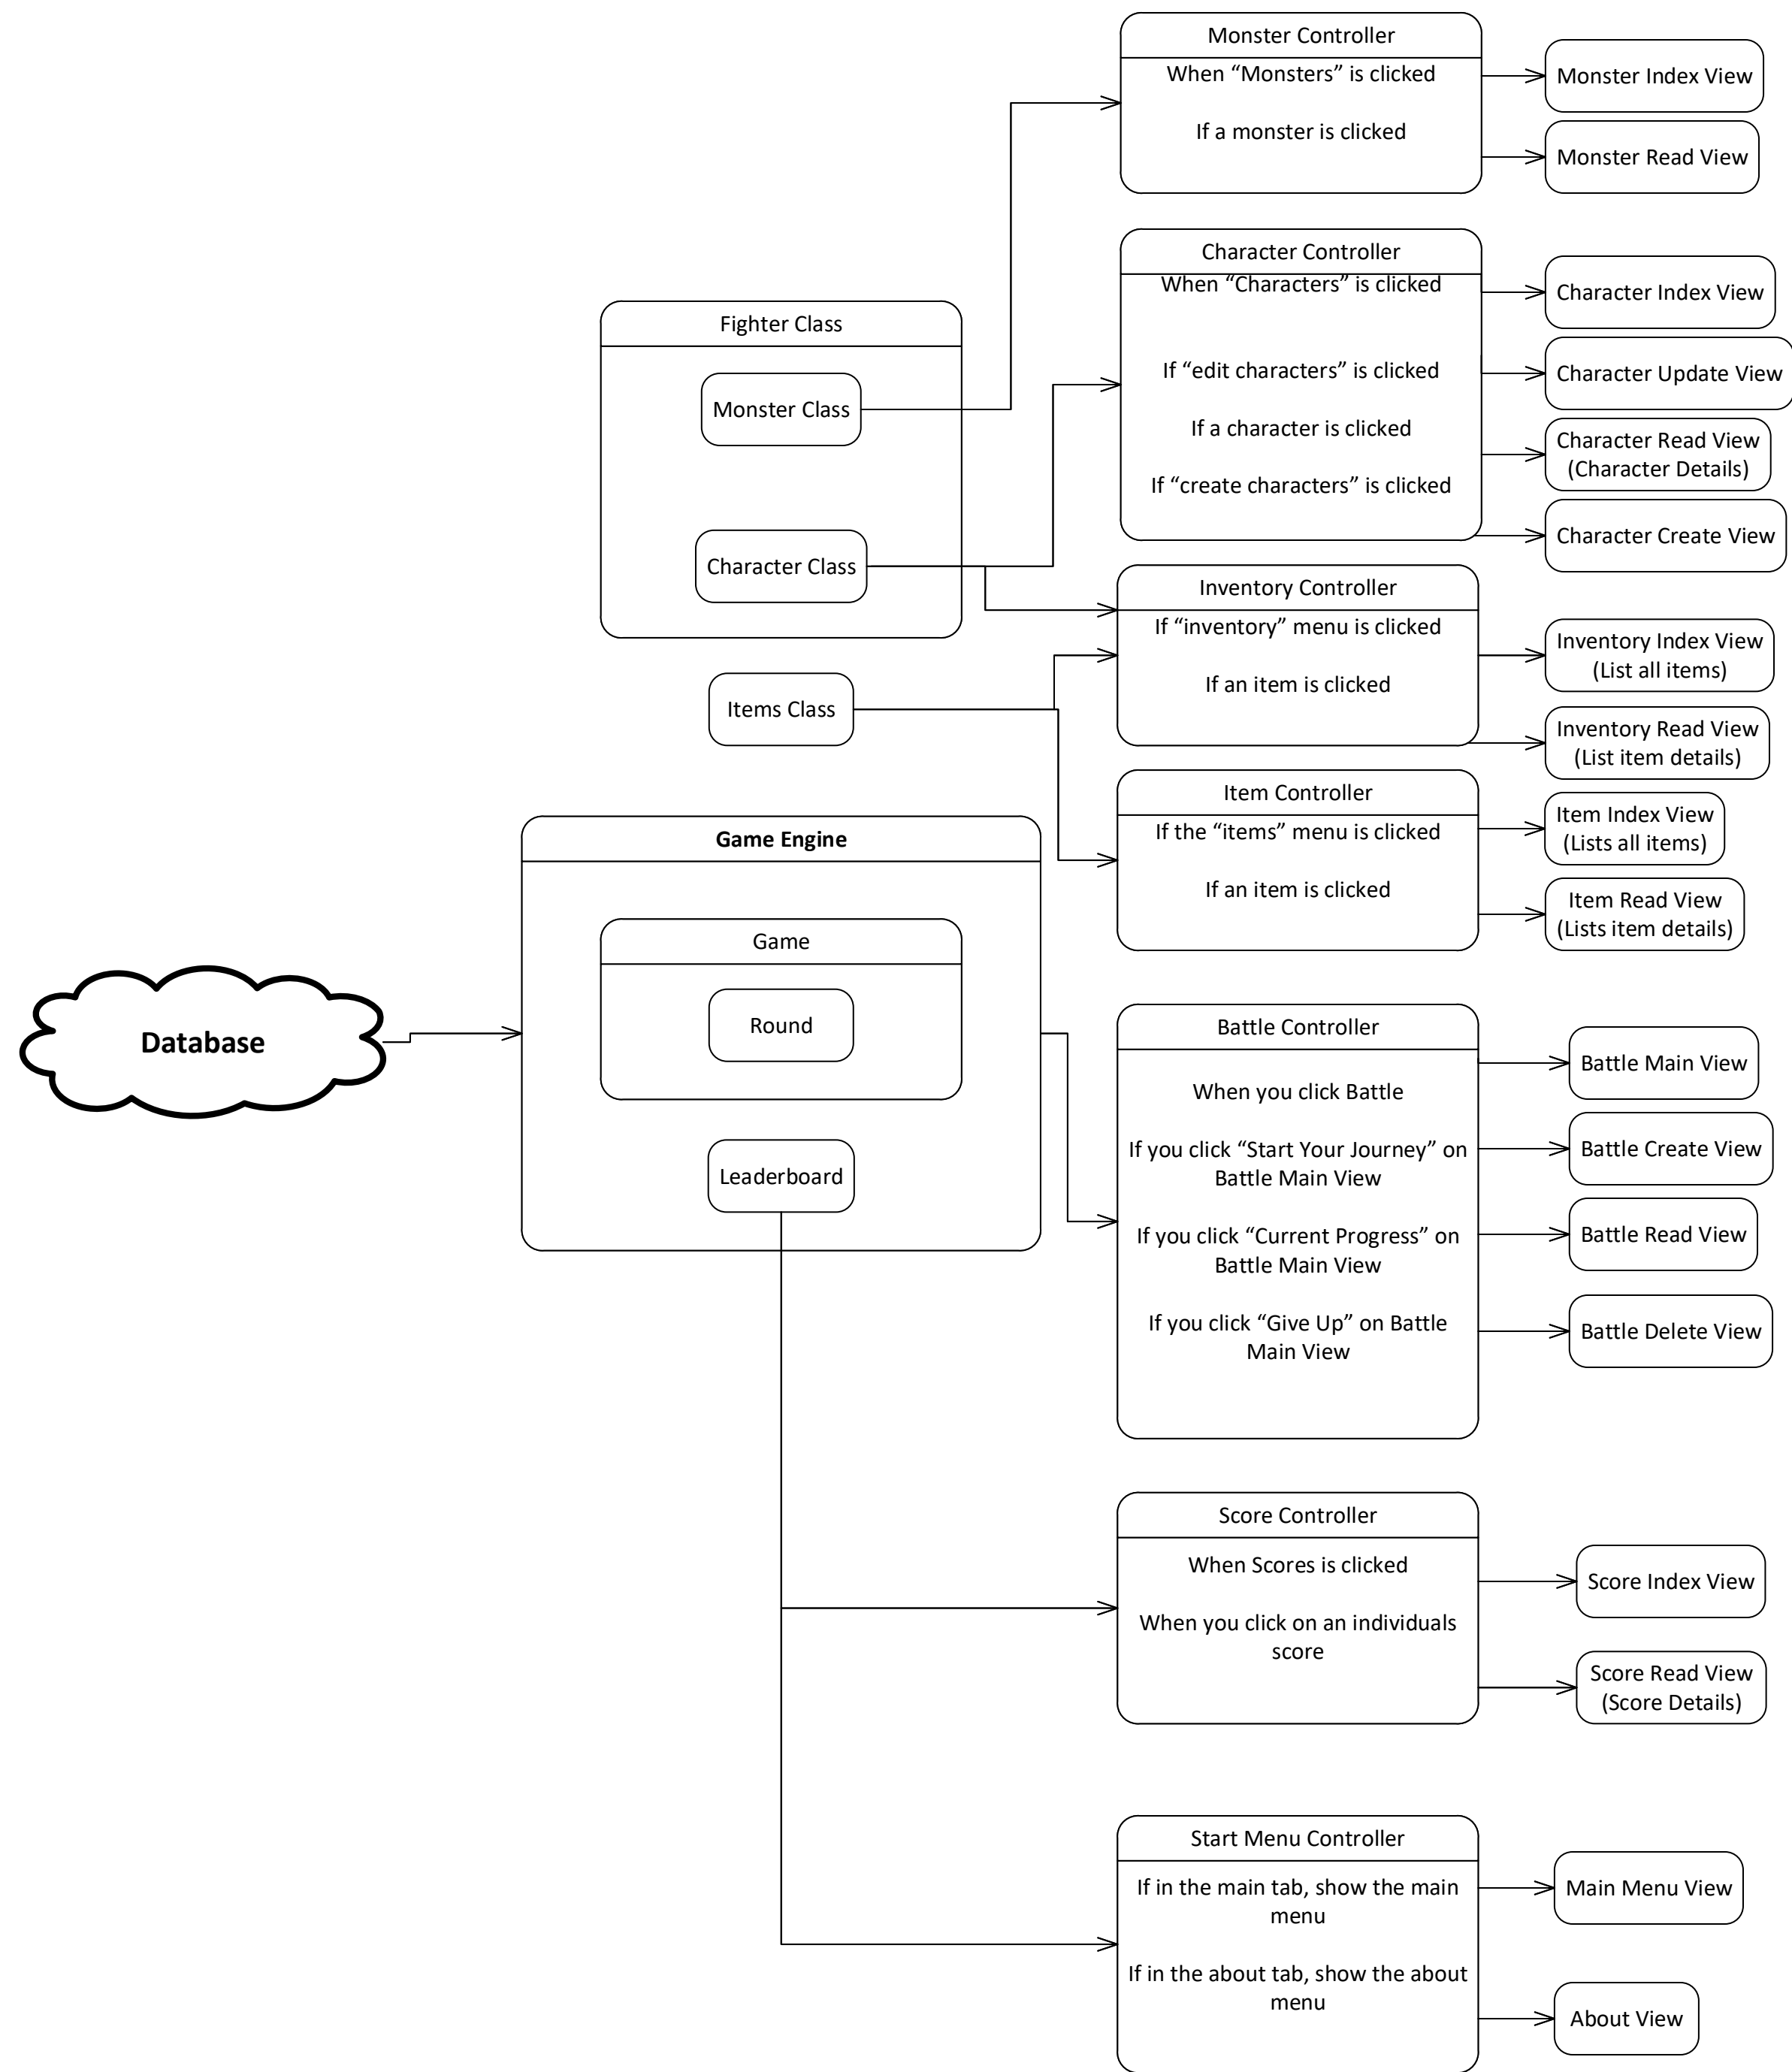 Monster Controller
When “Monsters” is clicked
If a monster is clicked
Monster Index View
Monster Read View
Character Controller
When “Characters” is clicked
If “edit characters” is clicked
If a character is clicked
If “create characters” is clicked
Character Index View
Character Update View
Character Read View
(Character Details)
Character Create View
Fighter Class
Monster Class
Character Class
Items Class
Inventory Controller
If “inventory” menu is clicked
If an item is clicked
Inventory Index View
(List all items)
Inventory Read View
(List item details)
Item Controller
If the “items” menu is clicked
If an item is clicked
Item Index View
(Lists all items)
Item Read View
(Lists item details)
Database
Game Engine
Game
Round
Leaderboard
Battle Controller
When you click Battle
If you click “Start Your Journey” on
Battle Main View
If you click “Current Progress” on
Battle Main View
If you click “Give Up” on Battle
Main View
Battle Main View
Battle Create View
Battle Read View
Battle Delete View
Score Controller
When Scores is clicked
When you click on an individuals
score
Score Index View
Score Read View
(Score Details)
Start Menu Controller
If in the main tab, show the main
menu
If in the about tab, show the about
menu
Main Menu View
About View